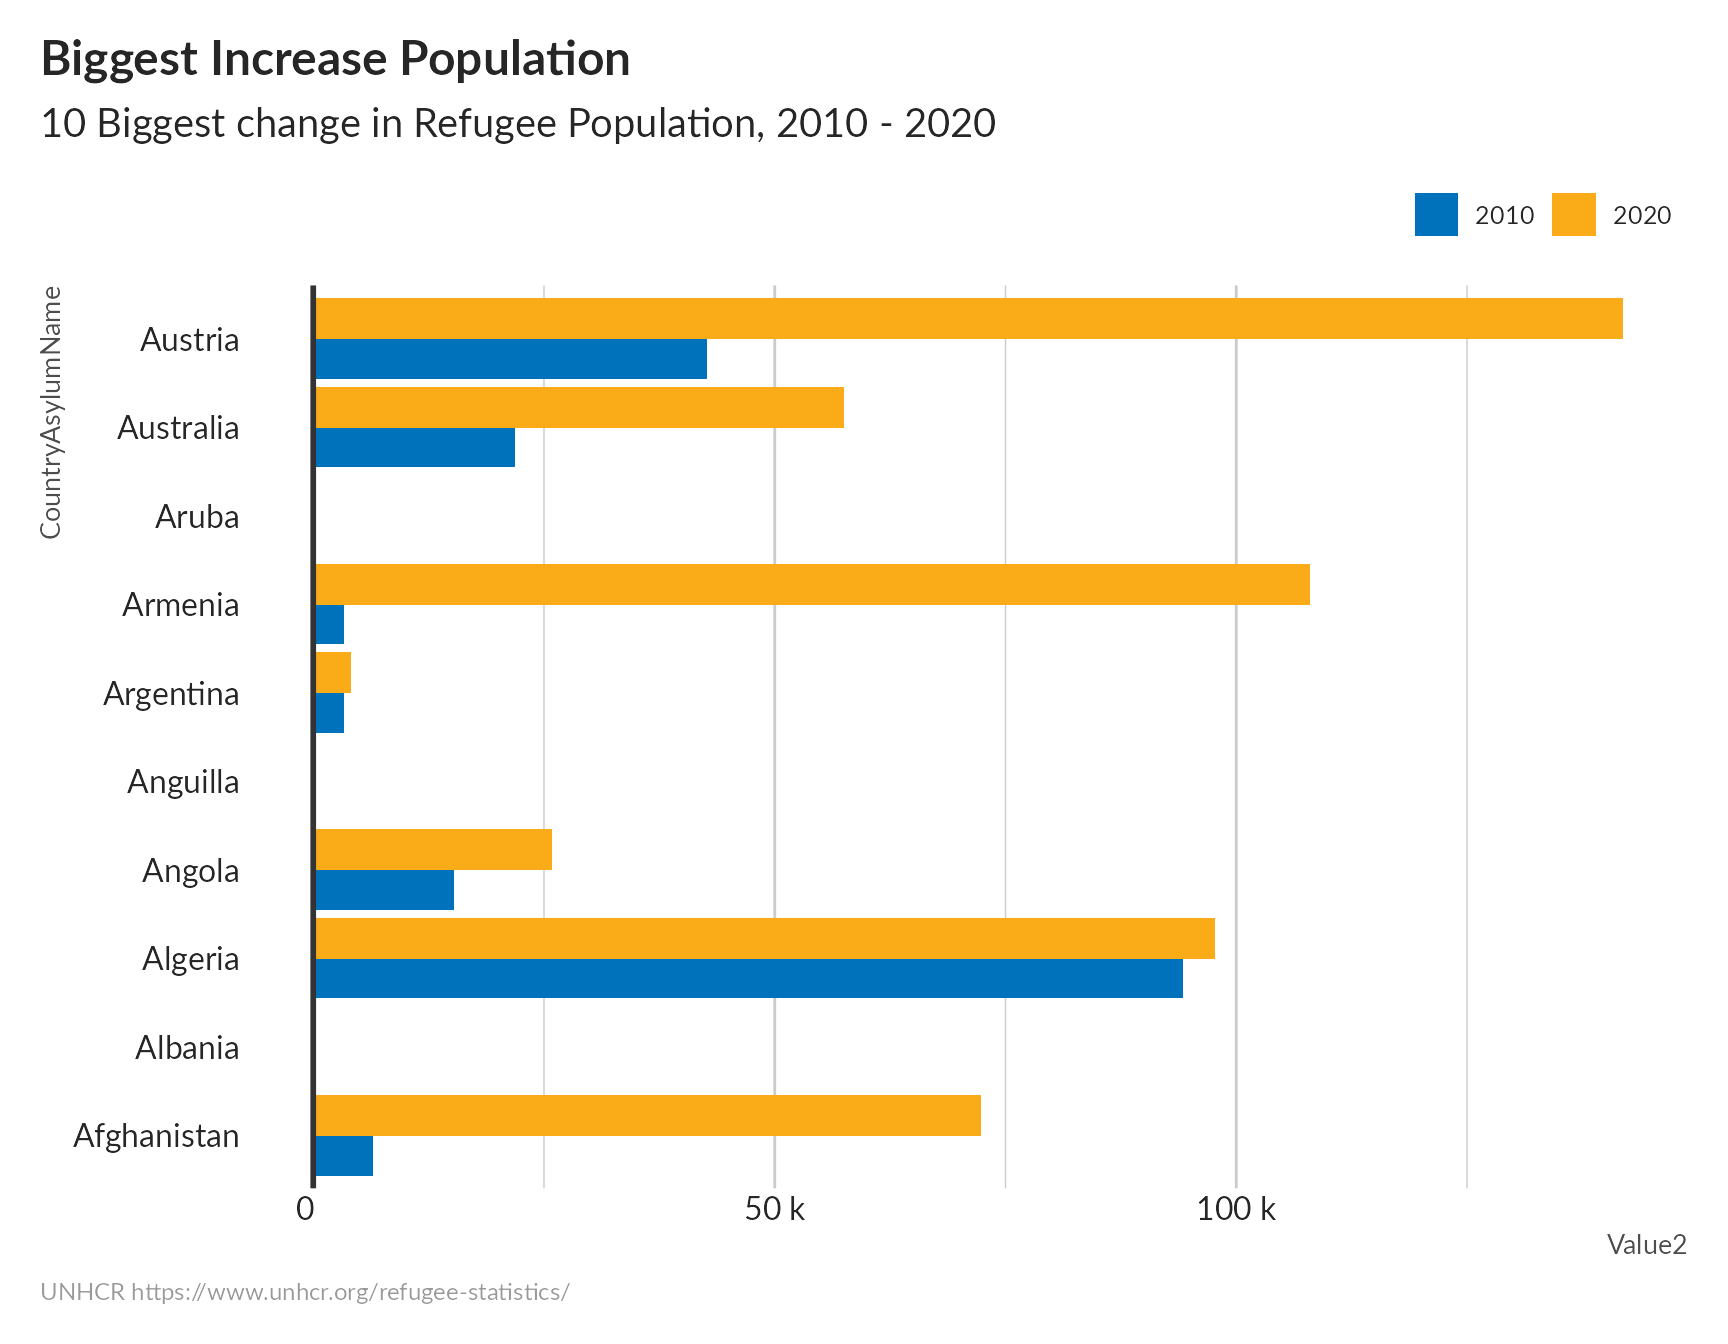 Biggest Increase Population
10 Biggest change in Refugee Population, 2010 - 2020
2010 2020
CountryAsylumName
Austria
Australia
Aruba
Armenia
Argentina
Anguilla
Angola
Algeria
Albania
Afghanistan
0 50 k 100 k
Value2
UNHCR https://www.unhcr.org/refugee-statistics/